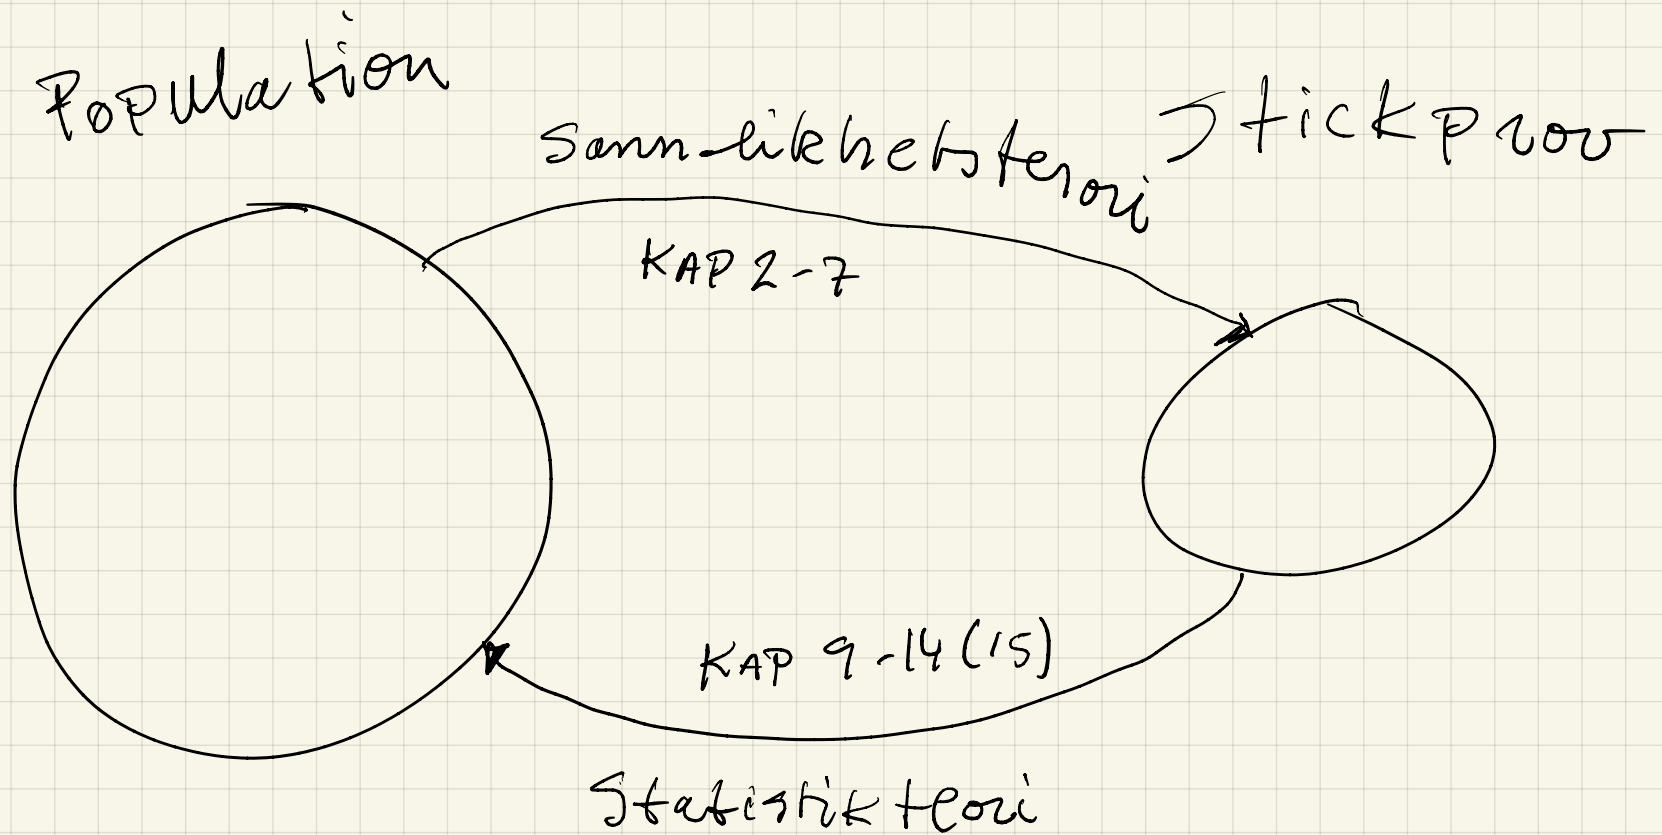 Population
Sannolikhetsteori
Stickprov
KAP 2-7
KAP 9-14 (15)
Statistikteori